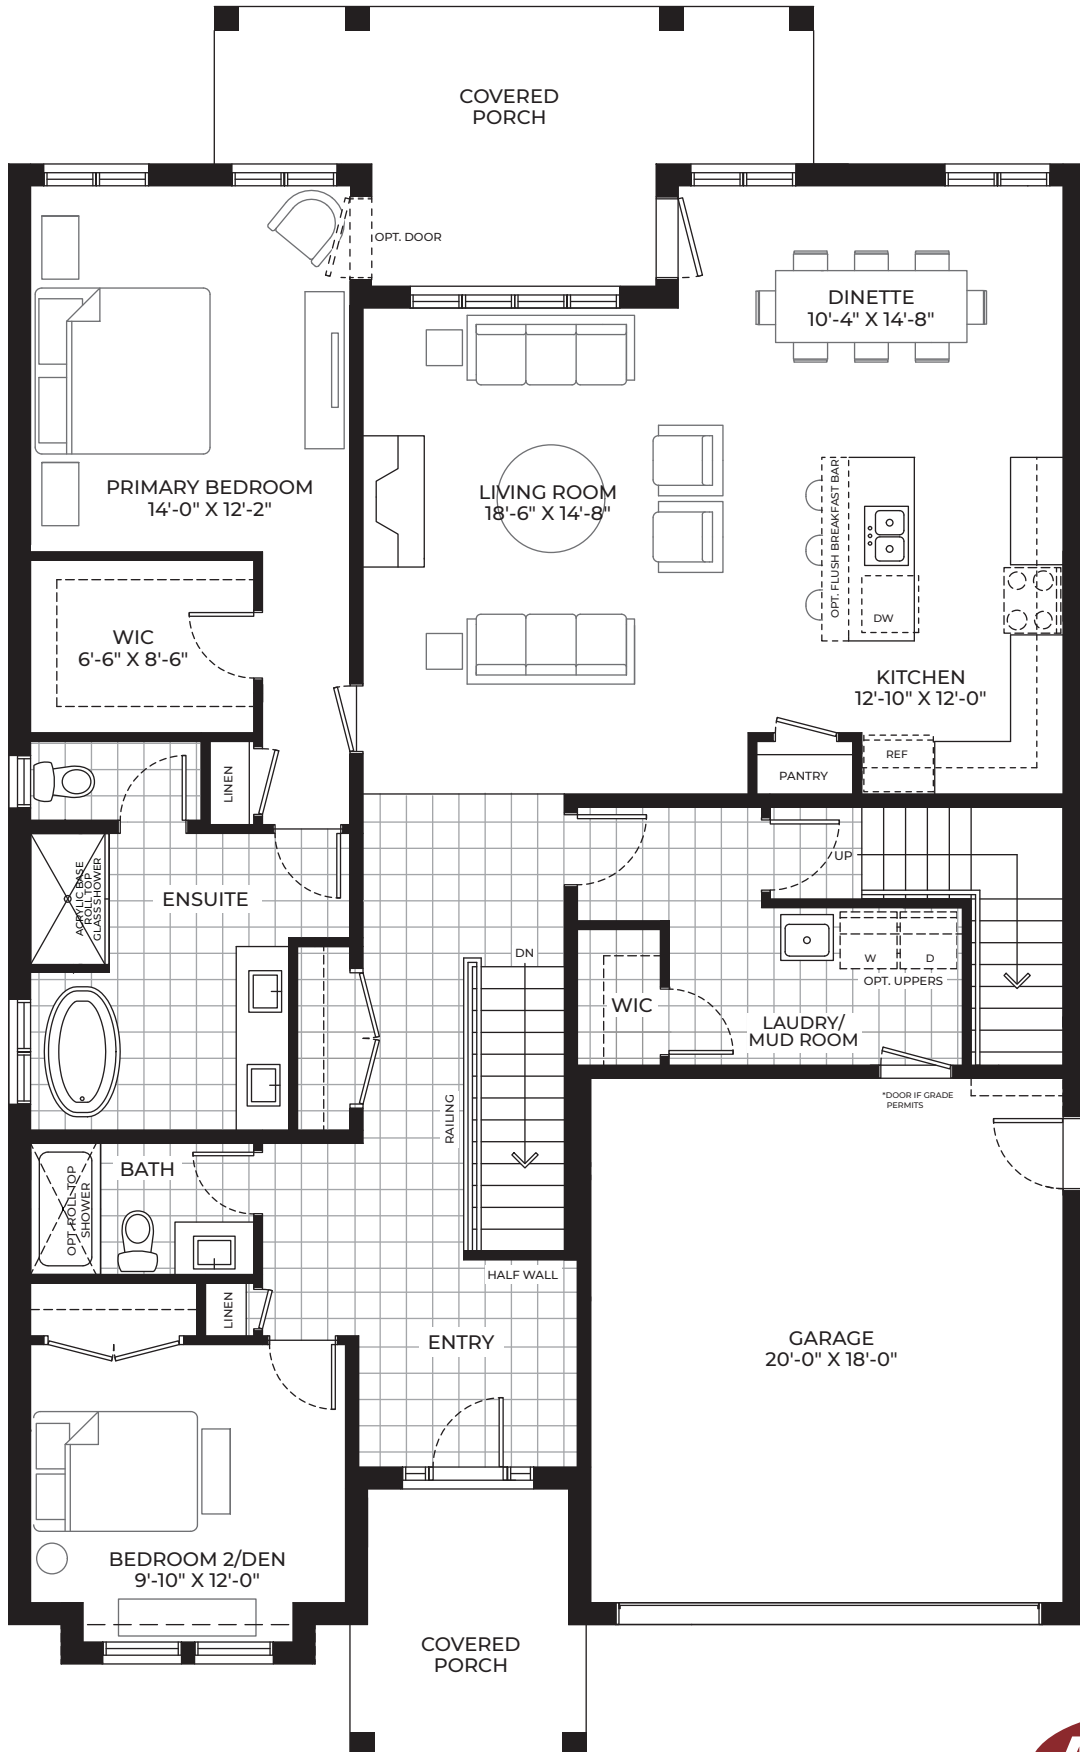 COVERED
PORCH
OPT. DOOR
DINETTE
10'-4" X 14'-8"
PRIMARY BEDROOM
14'-0" X 12'-2"
LIVING ROOM
18'-6" X 14'-8"
OPT. FLUSH BREAKFAST BAR
DW
WIC
6'-6" X 8'-6"
KITCHEN
12'-10" X 12'-0"
REF
PANTRY
LINEN
UP
ACRYLIC BASE
ROLL TOP
GLASS SHOWER
ENSUITE
DN
W
D
OPT. UPPERS
WIC
LAUDRY/
MUD ROOM
*DOOR IF GRADE
PERMITS
RAILING
BATH
OPT. ROLL TOP
SHOWER
HALF WALL
LINEN
ENTRY
GARAGE
20'-0" X 18'-0"
BEDROOM 2/DEN
9'-10" X 12'-0"
COVERED
PORCH